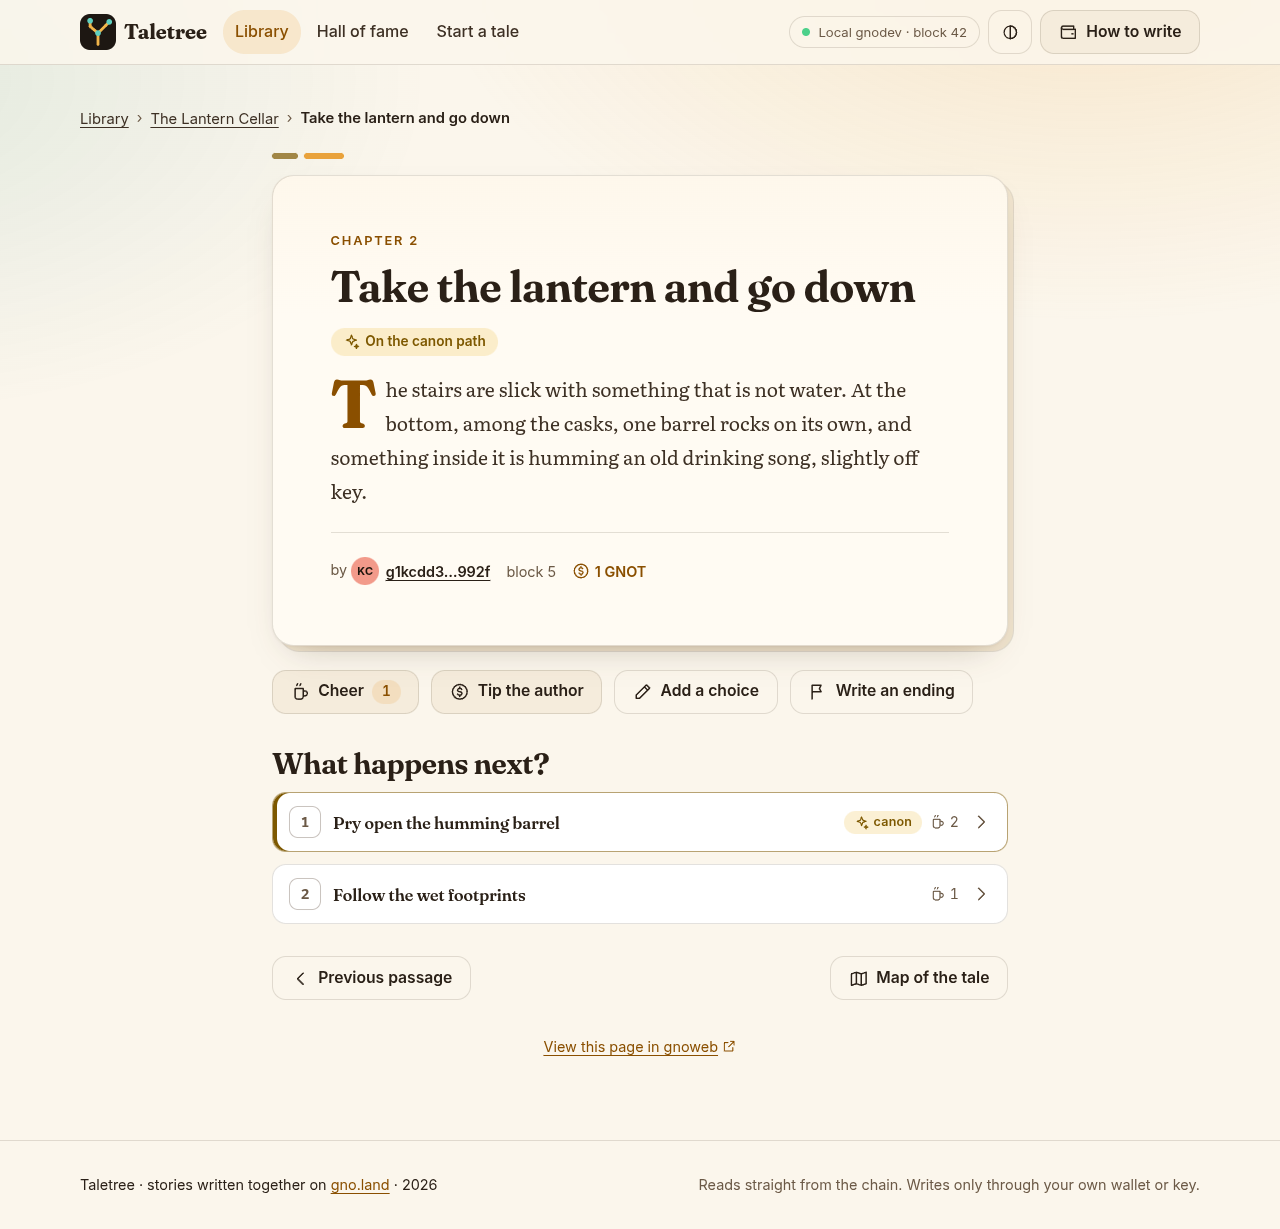 Taletree
Library
Hall of fame
Start a tale
Local gnodev · block 42
How to write
Library › The Lantern Cellar › Take the lantern and go down
CHAPTER 2
Take the lantern and go down
On the canon path
The stairs are slick with something that is not water. At the
bottom, among the casks, one barrel rocks on its own, and
something inside it is humming an old drinking song, slightly off
key.
by KC g1kcdd3…992f block 5 1 GNOT
Cheer 1
Tip the author
Add a choice
Write an ending
What happens next?
1 Pry open the humming barrel canon 2
2 Follow the wet footprints 1
Previous passage
Map of the tale
View this page in gnoweb
Taletree · stories written together on gno.land · 2026
Reads straight from the chain. Writes only through your own wallet or key.